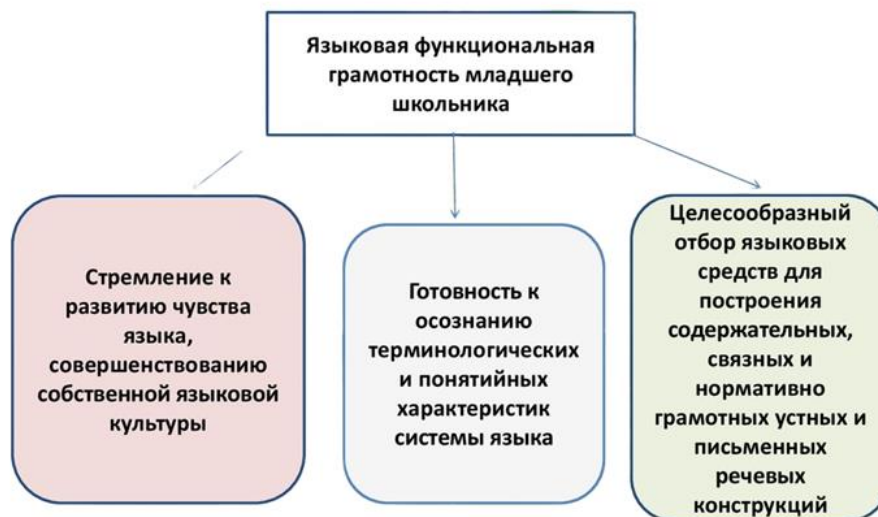 Языковая функциональная
грамотность младшего
школьника
Стремление к
развитию чувства
языка,
совершенствованию
собственной языковой
культуры
Готовность к
осознанию
терминологических
и понятийных
характеристик
системы языка
Целесообразный
отбор языковых
средств для
построения
содержательных,
связных и
нормативно
грамотных устных и
письменных
речевых
конструкций